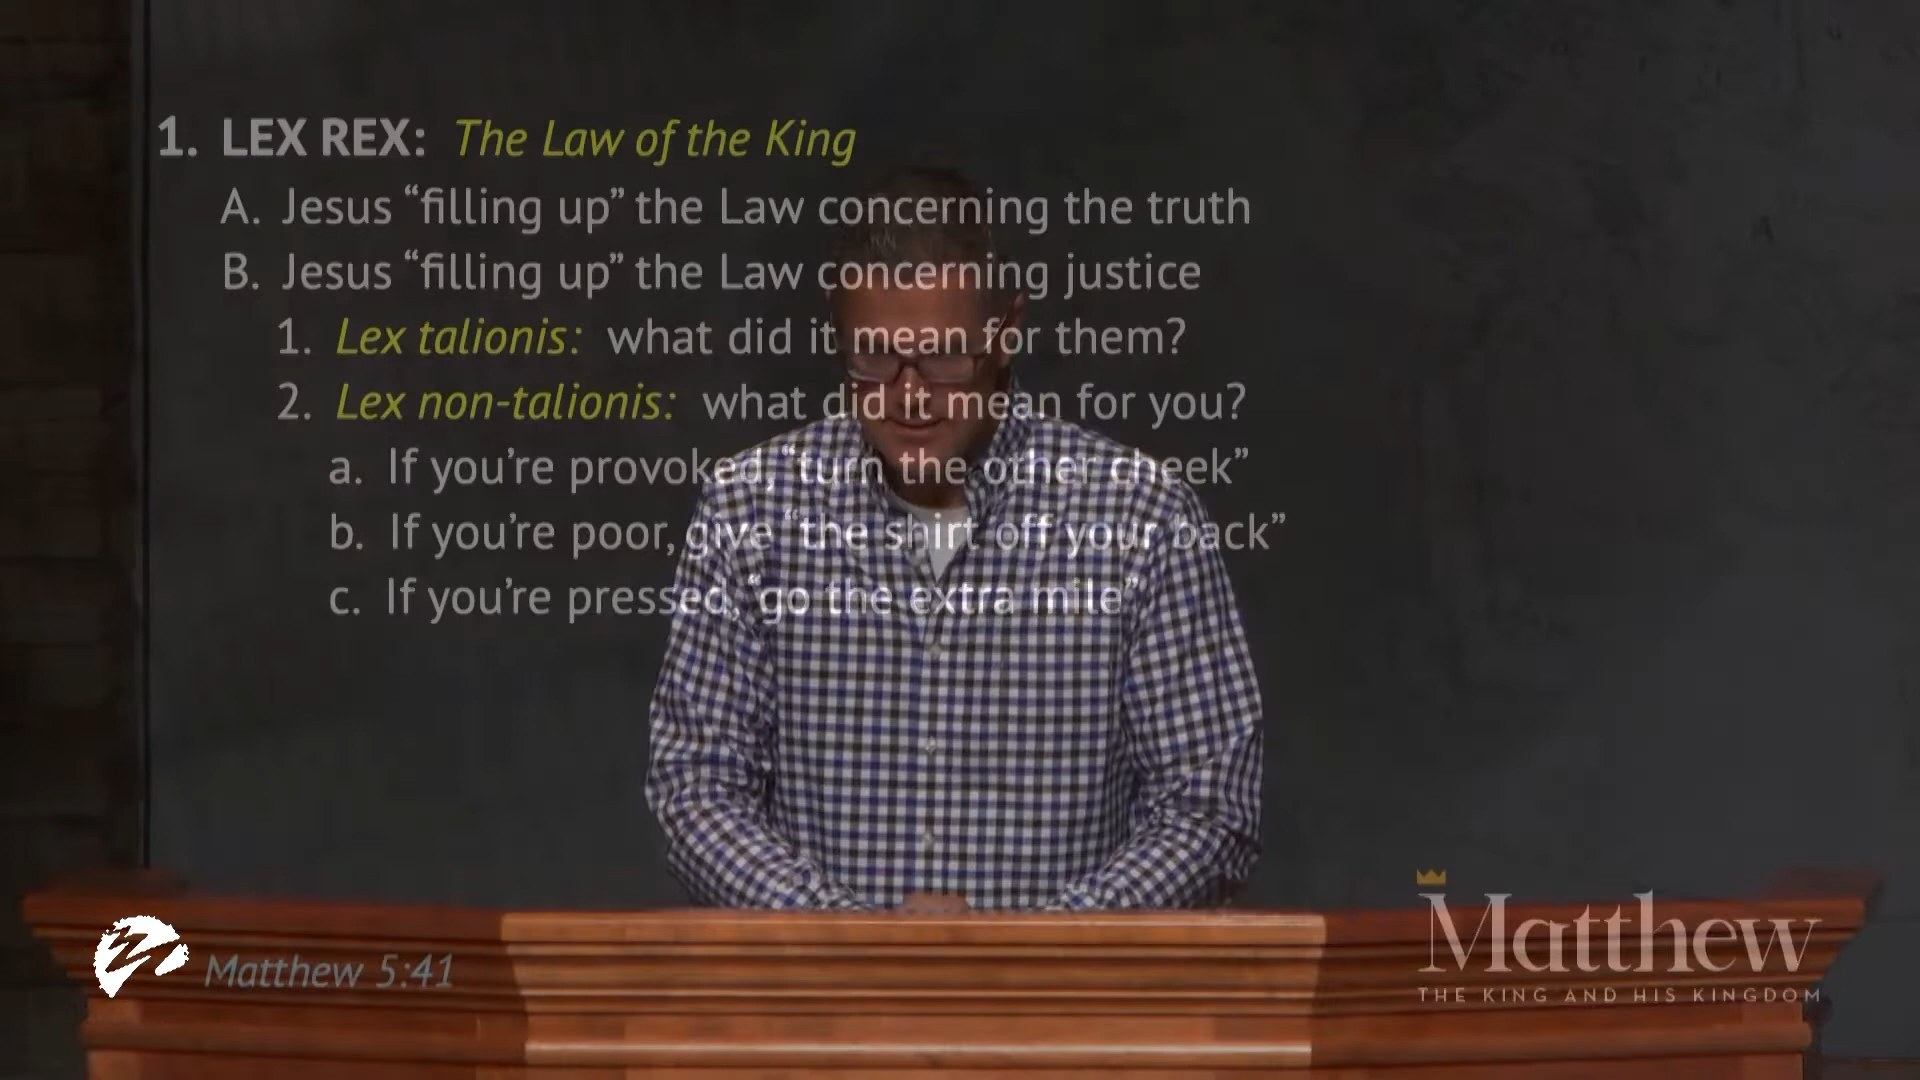 1. LEX REX: The Law of the King
A. Jesus “filling up” the Law concerning the truth
B. Jesus “filling up” the Law concerning justice
1. Lex talionis: what did it mean for them?
2. Lex non-talionis: what did it mean for you?
a. If you’re provoked, “turn the other cheek”
b. If you’re poor, give “the shirt off your back”
c. If you’re pressed, “go the extra mile”
Matthew 5:41
Matthew
THE KING AND HIS KINGDOM